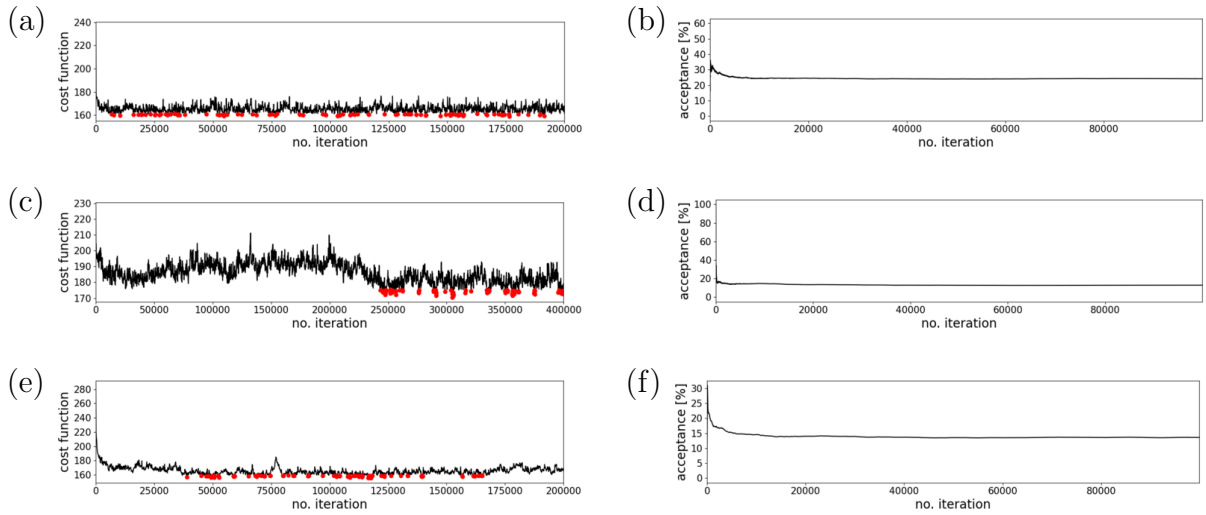 (a)
cost function
240
220
200
180
160
0 25000 50000 75000 100000 125000 150000 175000 200000
no. iteration
(b)
acceptance [%]
60
50
40
30
20
10
0
0 20000 40000 60000 80000
no. iteration
(c)
cost function
230
220
210
200
190
180
170
0 50000 100000 150000 200000 250000 300000 350000 400000
no. iteration
(d)
acceptance [%]
100
80
60
40
20
0
0 20000 40000 60000 80000
no. iteration
(e)
cost function
280
260
240
220
200
180
160
0 25000 50000 75000 100000 125000 150000 175000 200000
no. iteration
(f)
acceptance [%]
30
25
20
15
10
5
0
0 20000 40000 60000 80000
no. iteration